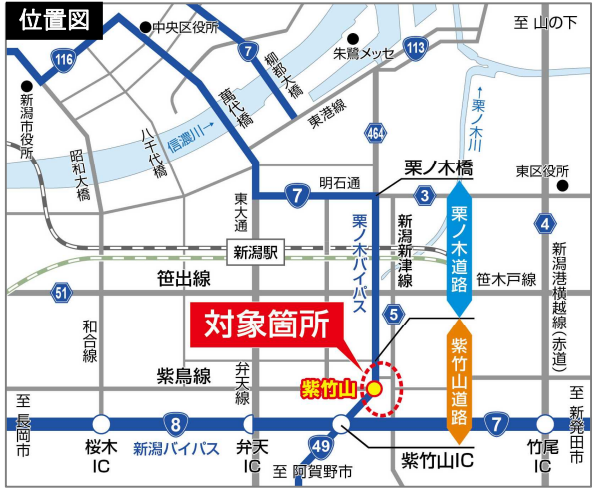 位置図
至 山の下
中央区役所
116
7
柳都大橋
朱鷺メッセ
113
新潟市役所
萬代橋
東港線
信濃川→
八千代橋
昭和大橋
464
←栗ノ木川
栗ノ木橋
東区役所
東大通
7
明石通
3
4
栗ノ木バイパス
新潟新津線
栗ノ木道路
新潟駅
笹出線
笹木戸線
51
新潟港横越線(赤道)
5
和合線
対象箇所
紫竹山道路
紫鳥線
弁天線
紫竹山
至 長岡市
8
49
7
至 新発田市
桜木IC
新潟バイパス
弁天IC
至 阿賀野市
紫竹山IC
竹尾IC